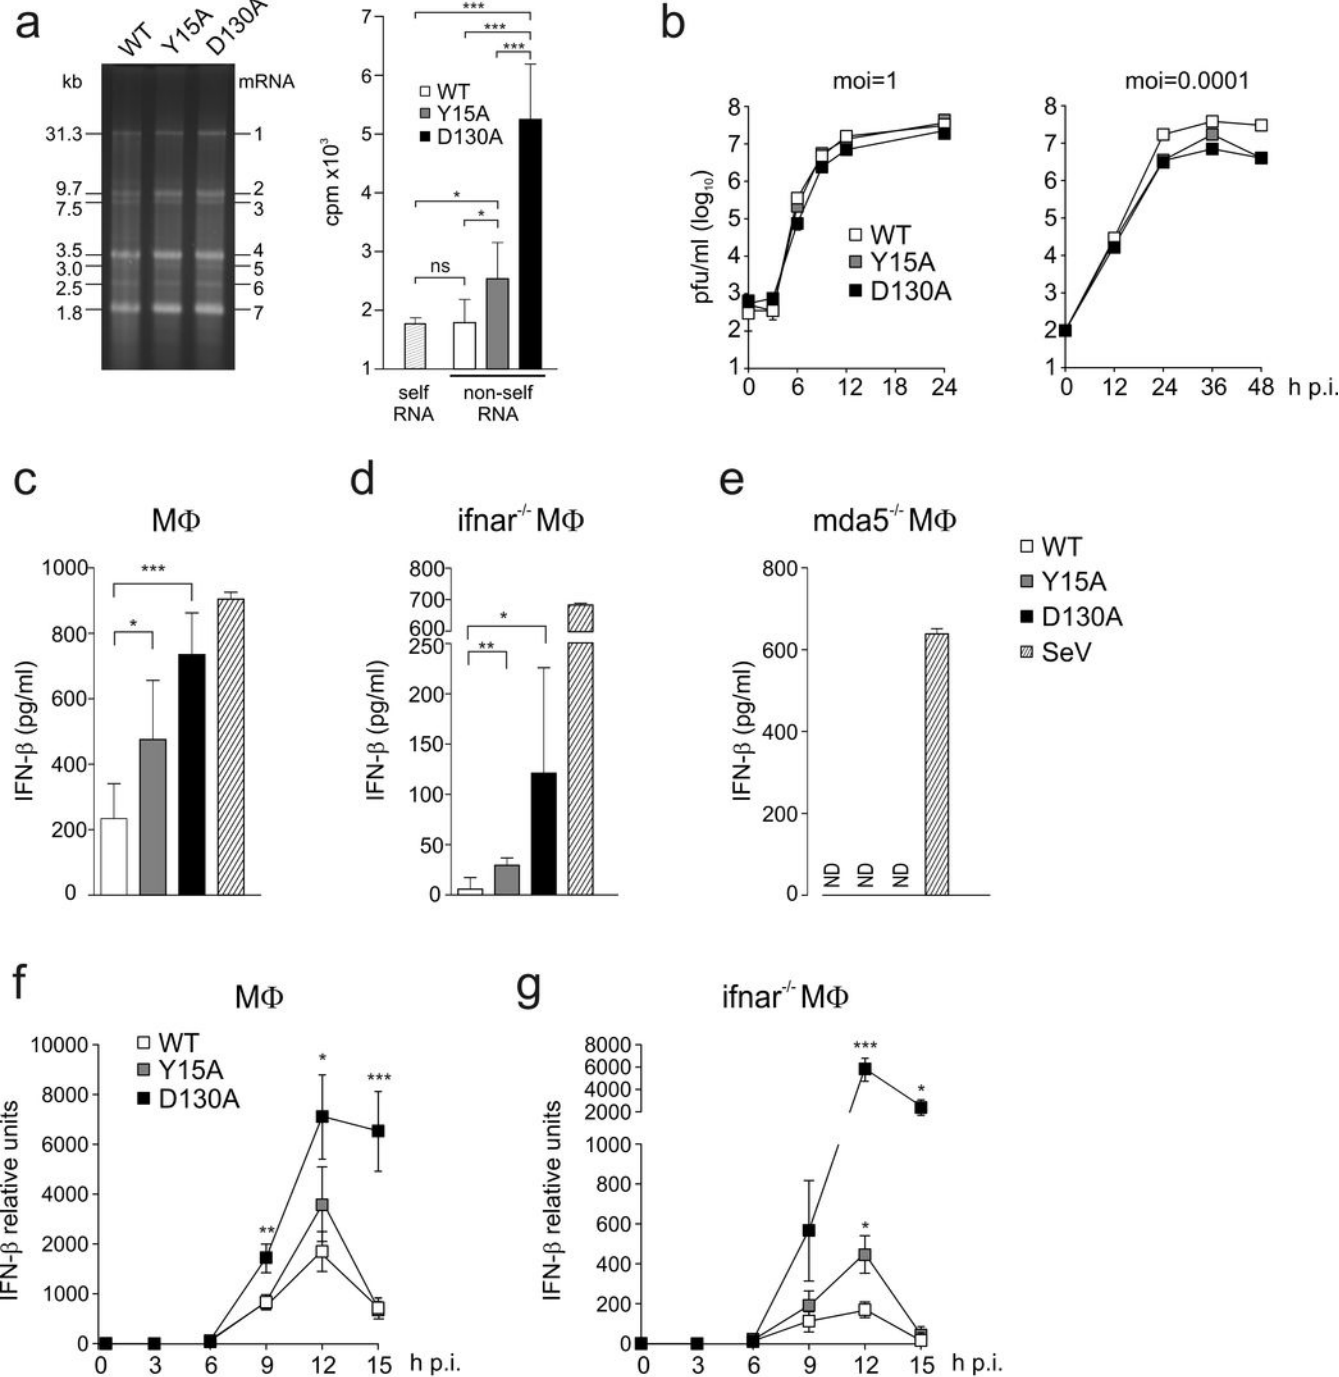 a
WT Y15A D130A
kb mRNA
31.3 1
9.7 2
7.5 3
3.5 4
3.0 5
2.5 6
1.8 7
cpm x10³
7
6
5
4
3
2
1
***
***
***
*
*
ns
WT
Y15A
D130A
self RNA
non-self RNA
b
moi=1
pfu/ml (log₁₀)
8
7
6
5
4
3
2
1
WT
Y15A
D130A
0 6 12 18 24
moi=0.0001
8
7
6
5
4
3
2
1
0 12 24 36 48 h p.i.
c
MΦ
IFN-β (pg/ml)
1000
800
600
400
200
0
***
*
d
ifnar⁻/⁻ MΦ
IFN-β (pg/ml)
800
700
600
250
200
150
100
50
0
*
**
e
mda5⁻/⁻ MΦ
IFN-β (pg/ml)
800
600
400
200
0
ND ND ND
WT
Y15A
D130A
SeV
f
MΦ
IFN-β relative units
10000
8000
6000
4000
2000
1000
0
WT
Y15A
D130A
**
*
***
0 3 6 9 12 15 h p.i.
g
ifnar⁻/⁻ MΦ
IFN-β relative units
8000
6000
4000
2000
1000
800
600
400
200
0
***
*
*
0 3 6 9 12 15 h p.i.